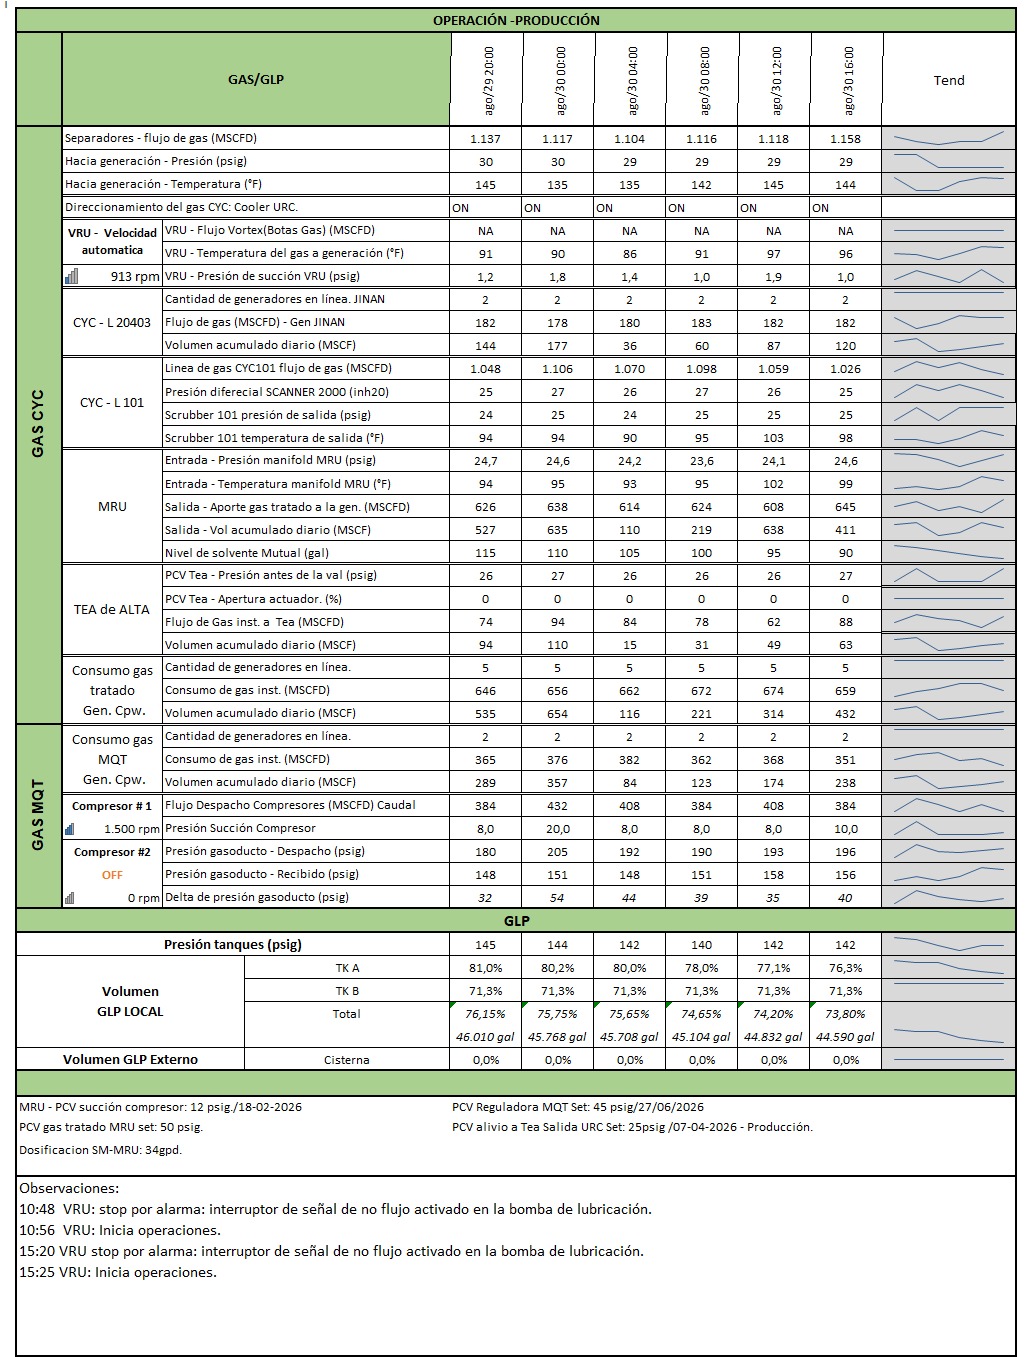 OPERACIÓN -PRODUCCIÓN
GAS/GLP ago/29 20:00 ago/30 00:00 ago/30 04:00 ago/30 08:00 ago/30 12:00 ago/30 16:00 Tend
GAS CYC
Separadores - flujo de gas (MSCFD) 1.137 1.117 1.104 1.116 1.118 1.158
Hacia generación - Presión (psig) 30 30 29 29 29 29
Hacia generación - Temperatura (°F) 145 135 135 142 145 144
Direccionamiento del gas CYC: Cooler URC. ON ON ON ON ON ON
VRU - Velocidad automatica
913 rpm
VRU - Flujo Vortex(Botas Gas) (MSCFD) NA NA NA NA NA NA
VRU - Temperatura del gas a generación (°F) 91 90 86 91 97 96
VRU - Presión de succión VRU (psig) 1,2 1,8 1,4 1,0 1,9 1,0
CYC - L 20403
Cantidad de generadores en línea. JINAN 2 2 2 2 2 2
Flujo de gas (MSCFD) - Gen JINAN 182 178 180 183 182 182
Volumen acumulado diario (MSCF) 144 177 36 60 87 120
CYC - L 101
Linea de gas CYC101 flujo de gas (MSCFD) 1.048 1.106 1.070 1.098 1.059 1.026
Presión diferecial SCANNER 2000 (inh20) 25 27 26 27 26 25
Scrubber 101 presión de salida (psig) 24 25 24 25 25 25
Scrubber 101 temperatura de salida (°F) 94 94 90 95 103 98
MRU
Entrada - Presión manifold MRU (psig) 24,7 24,6 24,2 23,6 24,1 24,6
Entrada - Temperatura manifold MRU (°F) 94 95 93 95 102 99
Salida - Aporte gas tratado a la gen. (MSCFD) 626 638 614 624 608 645
Salida - Vol acumulado diario (MSCF) 527 635 110 219 638 411
Nivel de solvente Mutual (gal) 115 110 105 100 95 90
TEA de ALTA
PCV Tea - Presión antes de la val (psig) 26 27 26 26 26 27
PCV Tea - Apertura actuador. (%) 0 0 0 0 0 0
Flujo de Gas inst. a Tea (MSCFD) 74 94 84 78 62 88
Volumen acumulado diario (MSCF) 94 110 15 31 49 63
Consumo gas
tratado
Gen. Cpw.
Cantidad de generadores en línea. 5 5 5 5 5 5
Consumo de gas inst. (MSCFD) 646 656 662 672 674 659
Volumen acumulado diario (MSCF) 535 654 116 221 314 432
GAS MQT
Consumo gas
MQT
Gen. Cpw.
Cantidad de generadores en línea. 2 2 2 2 2 2
Consumo de gas inst. (MSCFD) 365 376 382 362 368 351
Volumen acumulado diario (MSCF) 289 357 84 123 174 238
Compresor # 1
1.500 rpm
Flujo Despacho Compresores (MSCFD) Caudal 384 432 408 384 408 384
Presión Succión Compresor 8,0 20,0 8,0 8,0 8,0 10,0
Compresor #2
OFF
0 rpm
Presión gasoducto - Despacho (psig) 180 205 192 190 193 196
Presión gasoducto - Recibido (psig) 148 151 148 151 158 156
Delta de presión gasoducto (psig) 32 54 44 39 35 40
GLP
Presión tanques (psig) 145 144 142 140 142 142
Volumen
GLP LOCAL
TK A 81,0% 80,2% 80,0% 78,0% 77,1% 76,3%
TK B 71,3% 71,3% 71,3% 71,3% 71,3% 71,3%
Total 76,15% 75,75% 75,65% 74,65% 74,20% 73,80%
46.010 gal 45.768 gal 45.708 gal 45.104 gal 44.832 gal 44.590 gal
Volumen GLP Externo Cisterna 0,0% 0,0% 0,0% 0,0% 0,0% 0,0%
MRU - PCV succión compresor: 12 psig./18-02-2026 PCV Reguladora MQT Set: 45 psig/27/06/2026
PCV gas tratado MRU set: 50 psig. PCV alivio a Tea Salida URC Set: 25psig /07-04-2026 - Producción.
Dosificacion SM-MRU: 34gpd.
Observaciones:
10:48 VRU: stop por alarma: interruptor de señal de no flujo activado en la bomba de lubricación.
10:56 VRU: Inicia operaciones.
15:20 VRU stop por alarma: interruptor de señal de no flujo activado en la bomba de lubricación.
15:25 VRU: Inicia operaciones.